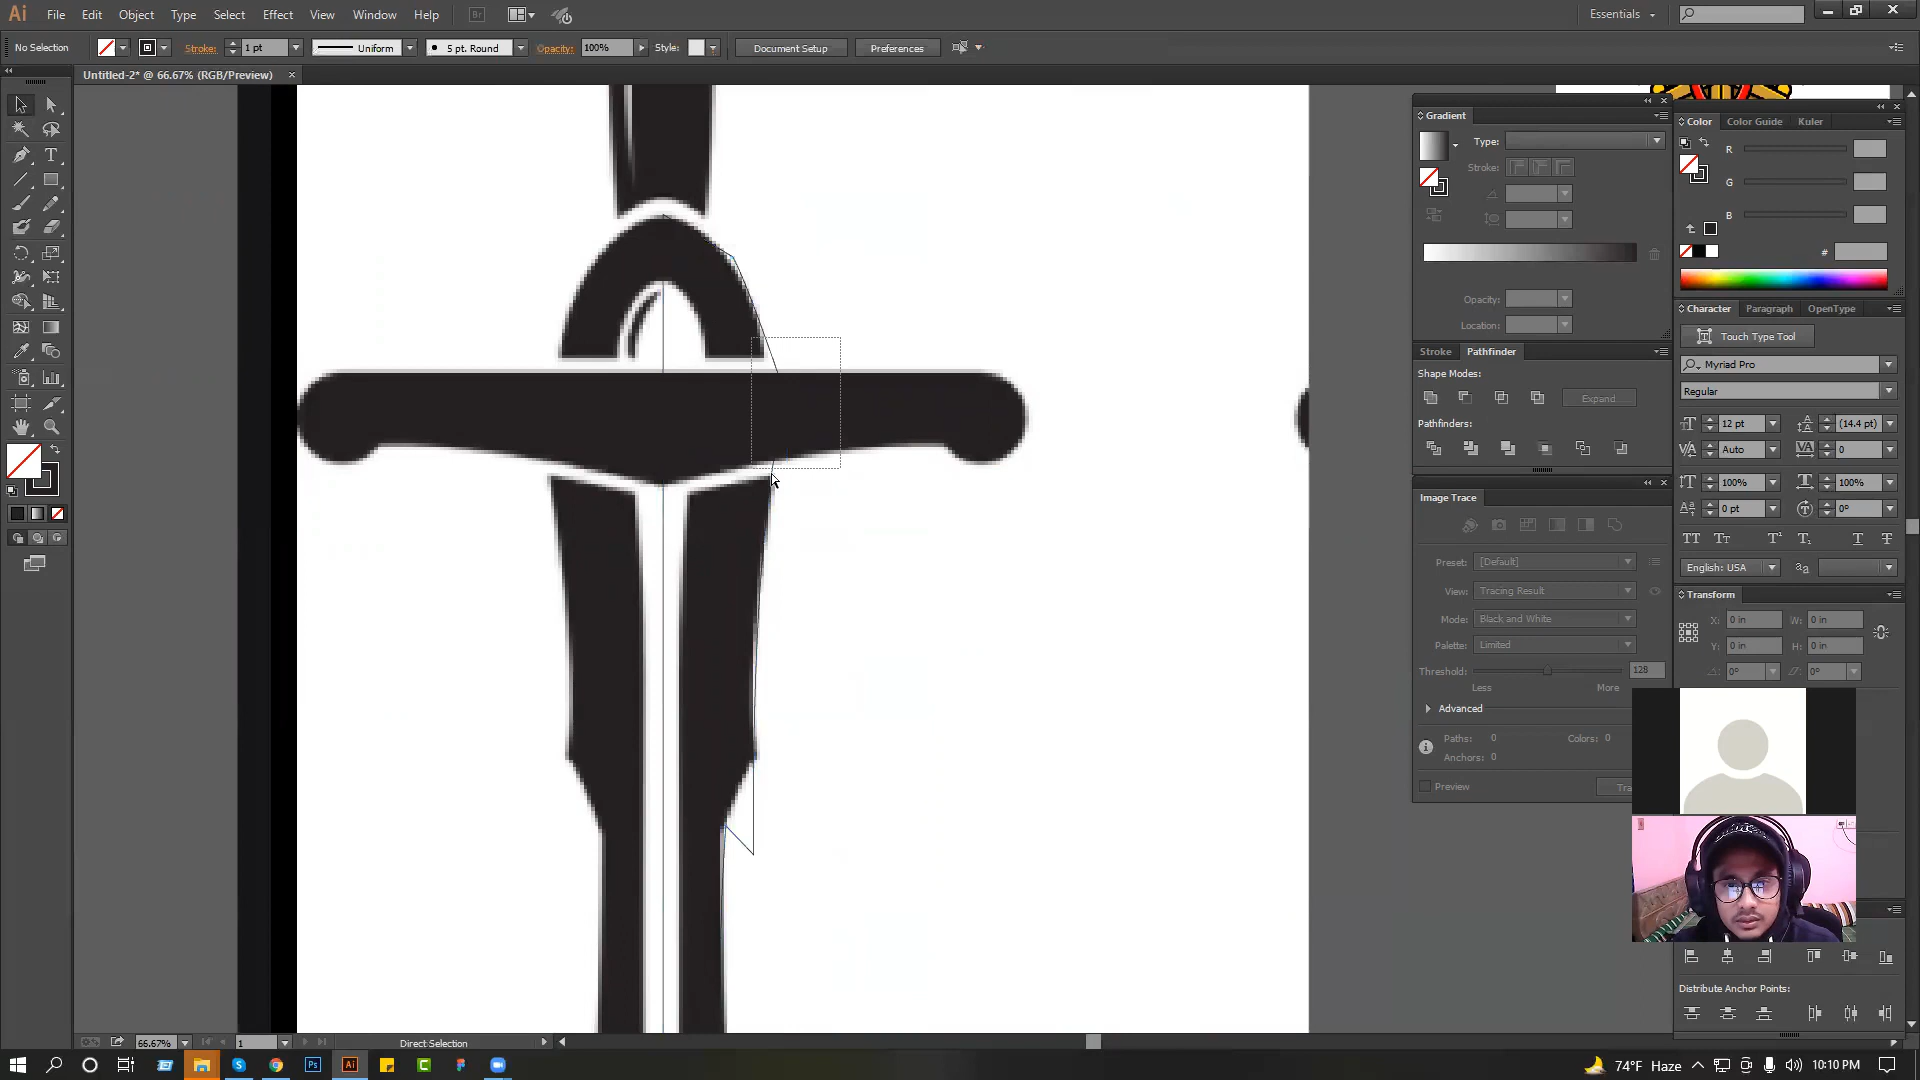 Ai File Edit Object Type Select Effect View Window Help Br Essentials
No Selection Stroke: 1 pt Uniform 5 pt. Round Opacity: 100% Style: Document Setup Preferences
Untitled-2* @ 66.67% (RGB/Preview)
Gradient
Type:
Stroke:
Opacity:
Location:
Stroke Pathfinder
Shape Modes:
Expand
Pathfinders:
Image Trace
Preset: [Default]
View: Tracing Result
Mode: Black and White
Palette: Limited
Threshold: 128
Less More
Advanced
Paths: 0 Colors: 0
Anchors: 0
Preview
Color Color Guide Kuler
R
G
B
#
Character Paragraph OpenType
Touch Type Tool
Myriad Pro
Regular
12 pt (14.4 pt)
Auto 0
100% 100%
0 pt 0°
English: USA
Transform
X: 0 in W: 0 in
Y: 0 in H: 0 in
0° 0°
Distribute Anchor Points:
66.67% 1 Direct Selection
Ps Ai 74°F Haze 10:10 PM